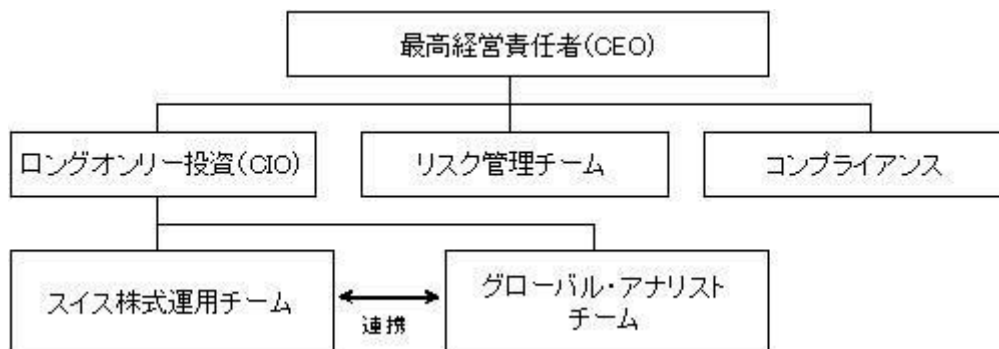 最高経営責任者(CEO)
ロングオンリー投資(CIO)
リスク管理チーム
コンプライアンス
スイス株式運用チーム
連携
グローバル・アナリスト
チーム